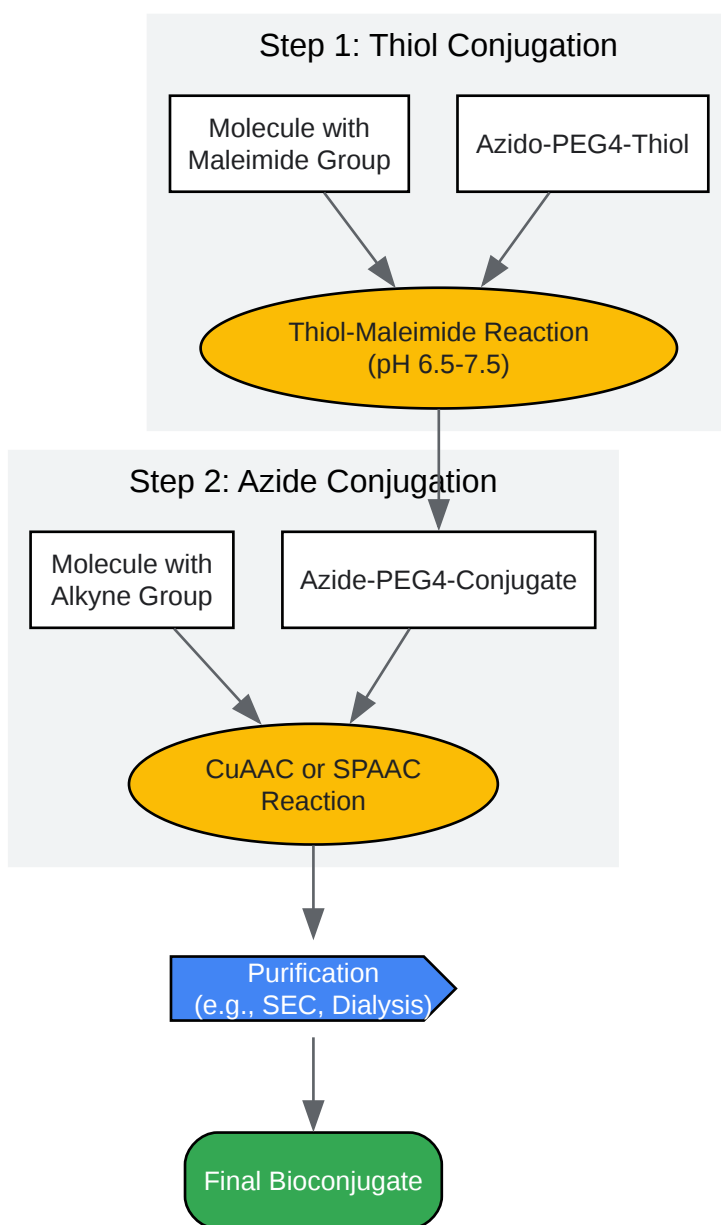 Step 1: Thiol Conjugation
Molecule with
Maleimide Group
Azido-PEG4-Thiol
Thiol-Maleimide Reaction
(pH 6.5-7.5)
Step 2: Azide Conjugation
Molecule with
Alkyne Group
Azide-PEG4-Conjugate
CuAAC or SPAAC
Reaction
Purification
(e.g., SEC, Dialysis)
Final Bioconjugate